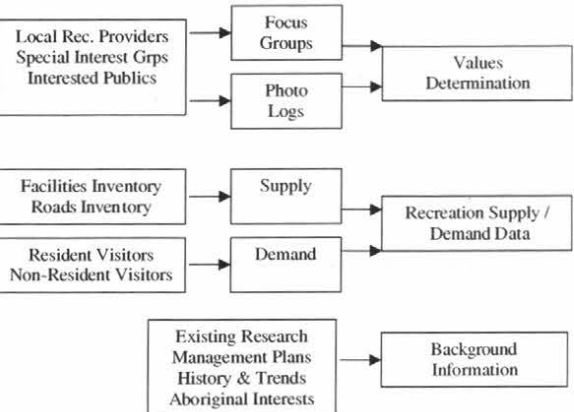 Local Rec. Providers
Special Interest Grps
Interested Publics
Focus
Groups
Photo
Logs
Values
Determination
Facilities Inventory
Roads Inventory
Supply
Resident Visitors
Non-Resident Visitors
Demand
Recreation Supply /
Demand Data
Existing Research
Management Plans
History & Trends
Aboriginal Interests
Background
Information